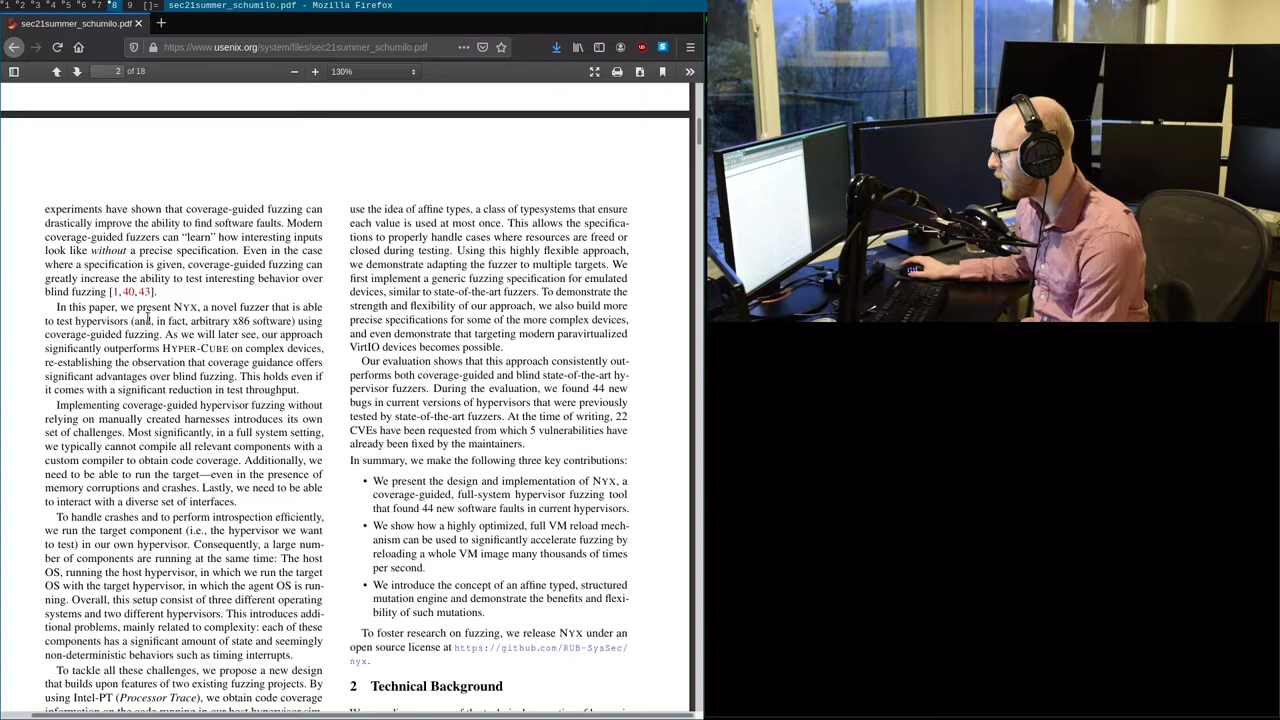 1 2 3 4 5 6 7 8 9 []= sec21summer_schumilo.pdf - Mozilla Firefox
sec21summer_schumilo.pdf
https://www.usenix.org/system/files/sec21summer_schumilo.pdf
2 of 18
130%
experiments have shown that coverage-guided fuzzing can
drastically improve the ability to find software faults. Modern
coverage-guided fuzzers can “learn” how interesting inputs
look like without a precise specification. Even in the case
where a specification is given, coverage-guided fuzzing can
greatly increase the ability to test interesting behavior over
blind fuzzing [1,40,43].
In this paper, we present NYX, a novel fuzzer that is able
to test hypervisors (and, in fact, arbitrary x86 software) using
coverage-guided fuzzing. As we will later see, our approach
significantly outperforms HYPER-CUBE on complex devices,
re-establishing the observation that coverage guidance offers
significant advantages over blind fuzzing. This holds even if
it comes with a significant reduction in test throughput.
Implementing coverage-guided hypervisor fuzzing without
relying on manually created harnesses introduces its own
set of challenges. Most significantly, in a full system setting,
we typically cannot compile all relevant components with a
custom compiler to obtain code coverage. Additionally, we
need to be able to run the target—even in the presence of
memory corruptions and crashes. Lastly, we need to be able
to interact with a diverse set of interfaces.
To handle crashes and to perform introspection efficiently,
we run the target component (i.e., the hypervisor we want
to test) in our own hypervisor. Consequently, a large num-
ber of components are running at the same time: The host
OS, running the host hypervisor, in which we run the target
OS with the target hypervisor, in which the agent OS is run-
ning. Overall, this setup consist of three different operating
systems and two different hypervisors. This introduces addi-
tional problems, mainly related to complexity: each of these
components has a significant amount of state and seemingly
non-deterministic behaviors such as timing interrupts.
To tackle all these challenges, we propose a new design
that builds upon features of two existing fuzzing projects. By
using Intel-PT (Processor Trace), we obtain code coverage
information on the code running in our host hypervisor sim-
use the idea of affine types, a class of typesystems that ensure
each value is used at most once. This allows the specifica-
tions to properly handle cases where resources are freed or
closed during testing. Using this highly flexible approach,
we demonstrate adapting the fuzzer to multiple targets. We
first implement a generic fuzzing specification for emulated
devices, similar to state-of-the-art fuzzers. To demonstrate the
strength and flexibility of our approach, we also build more
precise specifications for some of the more complex devices,
and even demonstrate that targeting modern paravirtualized
VirtIO devices becomes possible.
Our evaluation shows that this approach consistently out-
performs both coverage-guided and blind state-of-the-art hy-
pervisor fuzzers. During the evaluation, we found 44 new
bugs in current versions of hypervisors that were previously
tested by state-of-the-art fuzzers. At the time of writing, 22
CVEs have been requested from which 5 vulnerabilities have
already been fixed by the maintainers.
In summary, we make the following three key contributions:
• We present the design and implementation of NYX, a
coverage-guided, full-system hypervisor fuzzing tool
that found 44 new software faults in current hypervisors.
• We show how a highly optimized, full VM reload mech-
anism can be used to significantly accelerate fuzzing by
reloading a whole VM image many thousands of times
per second.
• We introduce the concept of an affine typed, structured
mutation engine and demonstrate the benefits and flexi-
bility of such mutations.
To foster research on fuzzing, we release NYX under an
open source license at https://github.com/RUB-SysSec/
nyx.
2 Technical Background